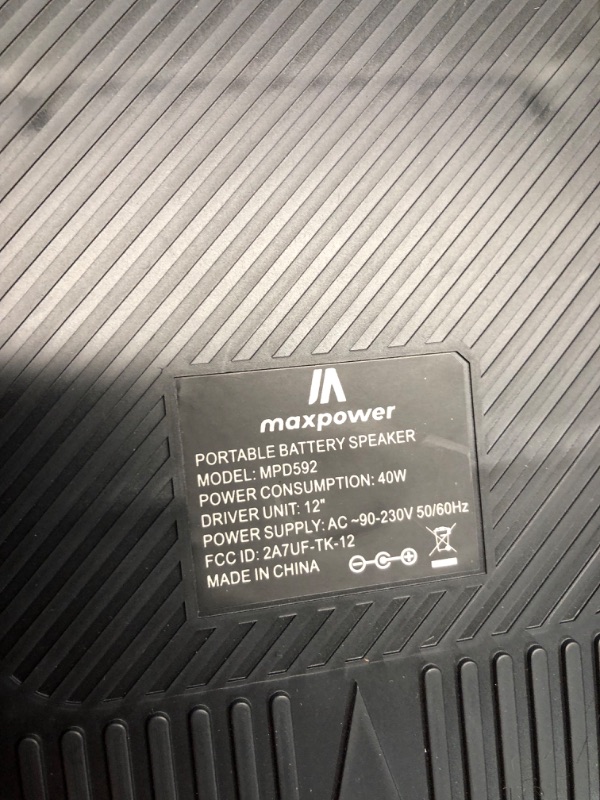 maxpower
PORTABLE BATTERY SPEAKER
MODEL: MPD592
POWER CONSUMPTION: 40W
DRIVER UNIT: 12"
POWER SUPPLY: AC ~90-230V 50/60Hz
FCC ID: 2A7UF-TK-12
MADE IN CHINA